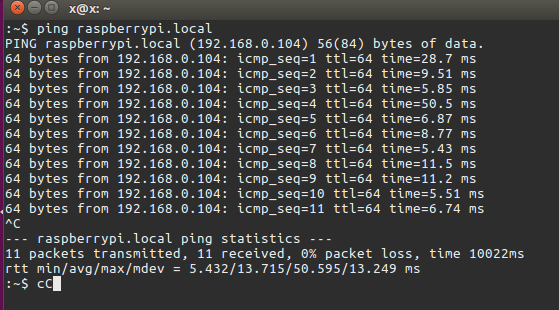 x@x: ~
:~$ ping raspberrypi.local
PING raspberrypi.local (192.168.0.104) 56(84) bytes of data.
64 bytes from 192.168.0.104: icmp_seq=1 ttl=64 time=28.7 ms
64 bytes from 192.168.0.104: icmp_seq=2 ttl=64 time=9.51 ms
64 bytes from 192.168.0.104: icmp_seq=3 ttl=64 time=5.85 ms
64 bytes from 192.168.0.104: icmp_seq=4 ttl=64 time=50.5 ms
64 bytes from 192.168.0.104: icmp_seq=5 ttl=64 time=6.87 ms
64 bytes from 192.168.0.104: icmp_seq=6 ttl=64 time=8.77 ms
64 bytes from 192.168.0.104: icmp_seq=7 ttl=64 time=5.43 ms
64 bytes from 192.168.0.104: icmp_seq=8 ttl=64 time=11.5 ms
64 bytes from 192.168.0.104: icmp_seq=9 ttl=64 time=11.2 ms
64 bytes from 192.168.0.104: icmp_seq=10 ttl=64 time=5.51 ms
64 bytes from 192.168.0.104: icmp_seq=11 ttl=64 time=6.74 ms
^C
--- raspberrypi.local ping statistics ---
11 packets transmitted, 11 received, 0% packet loss, time 10022ms
rtt min/avg/max/mdev = 5.432/13.715/50.595/13.249 ms
:~$ cC